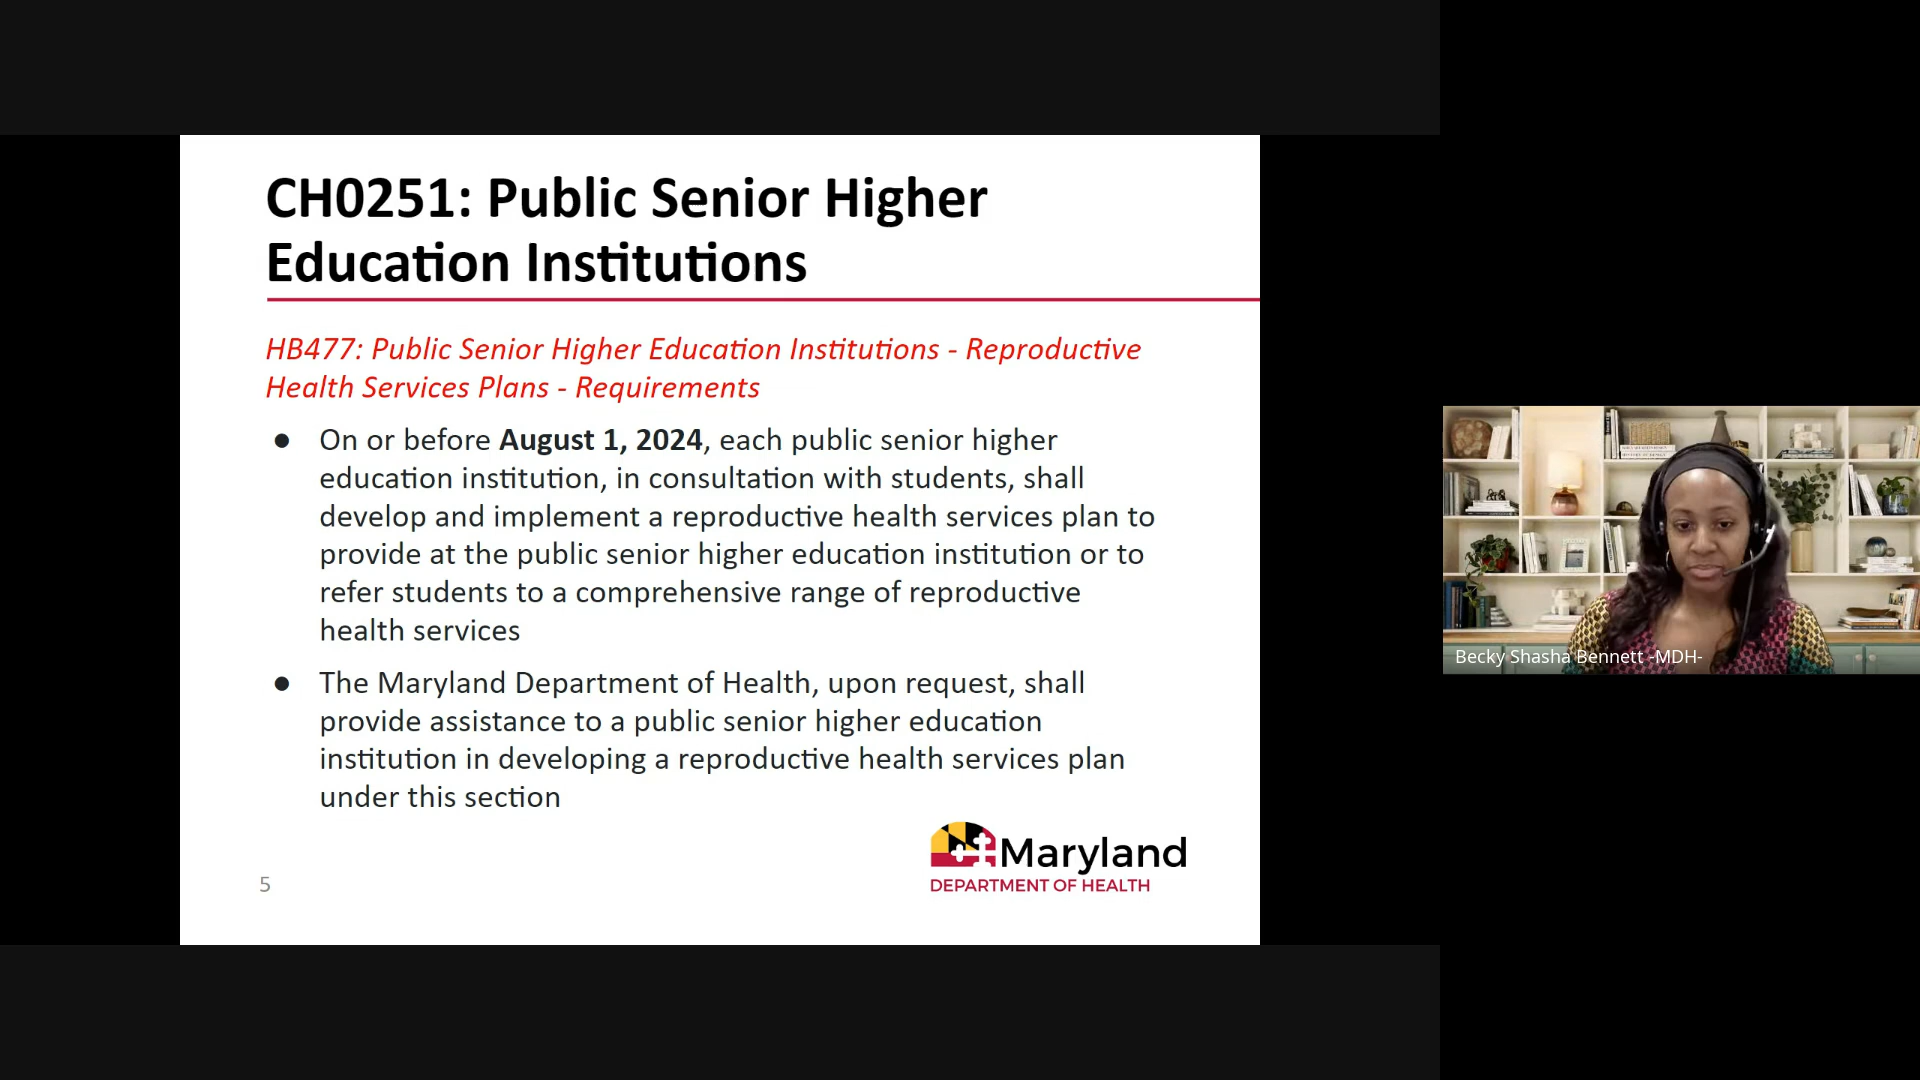 CH0251: Public Senior Higher
Education Institutions
HB477: Public Senior Higher Education Institutions - Reproductive
Health Services Plans - Requirements
● On or before August 1, 2024, each public senior higher
education institution, in consultation with students, shall
develop and implement a reproductive health services plan to
provide at the public senior higher education institution or to
refer students to a comprehensive range of reproductive
health services
● The Maryland Department of Health, upon request, shall
provide assistance to a public senior higher education
institution in developing a reproductive health services plan
under this section
Maryland
DEPARTMENT OF HEALTH
5
Becky Shasha Bennett -MDH-